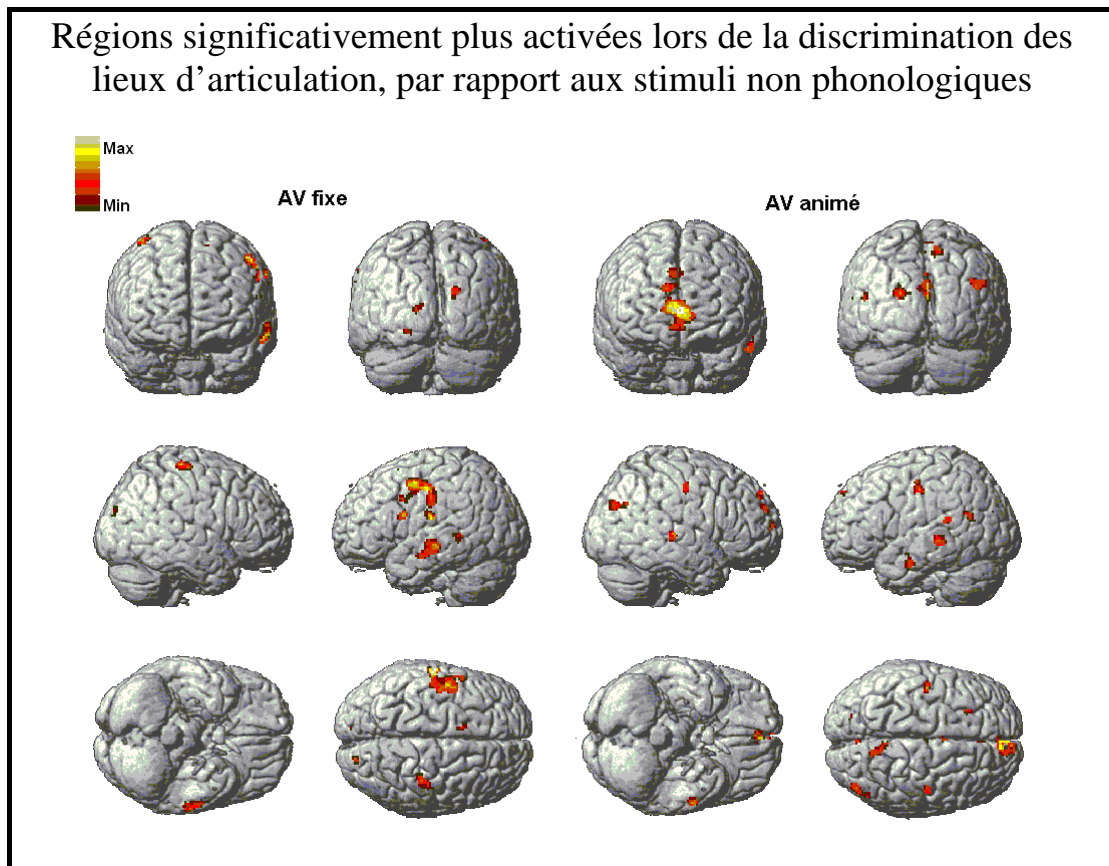 Régions significativement plus activées lors de la discrimination des
lieux d’articulation, par rapport aux stimuli non phonologiques
Max
Min
AV fixe
AV animé